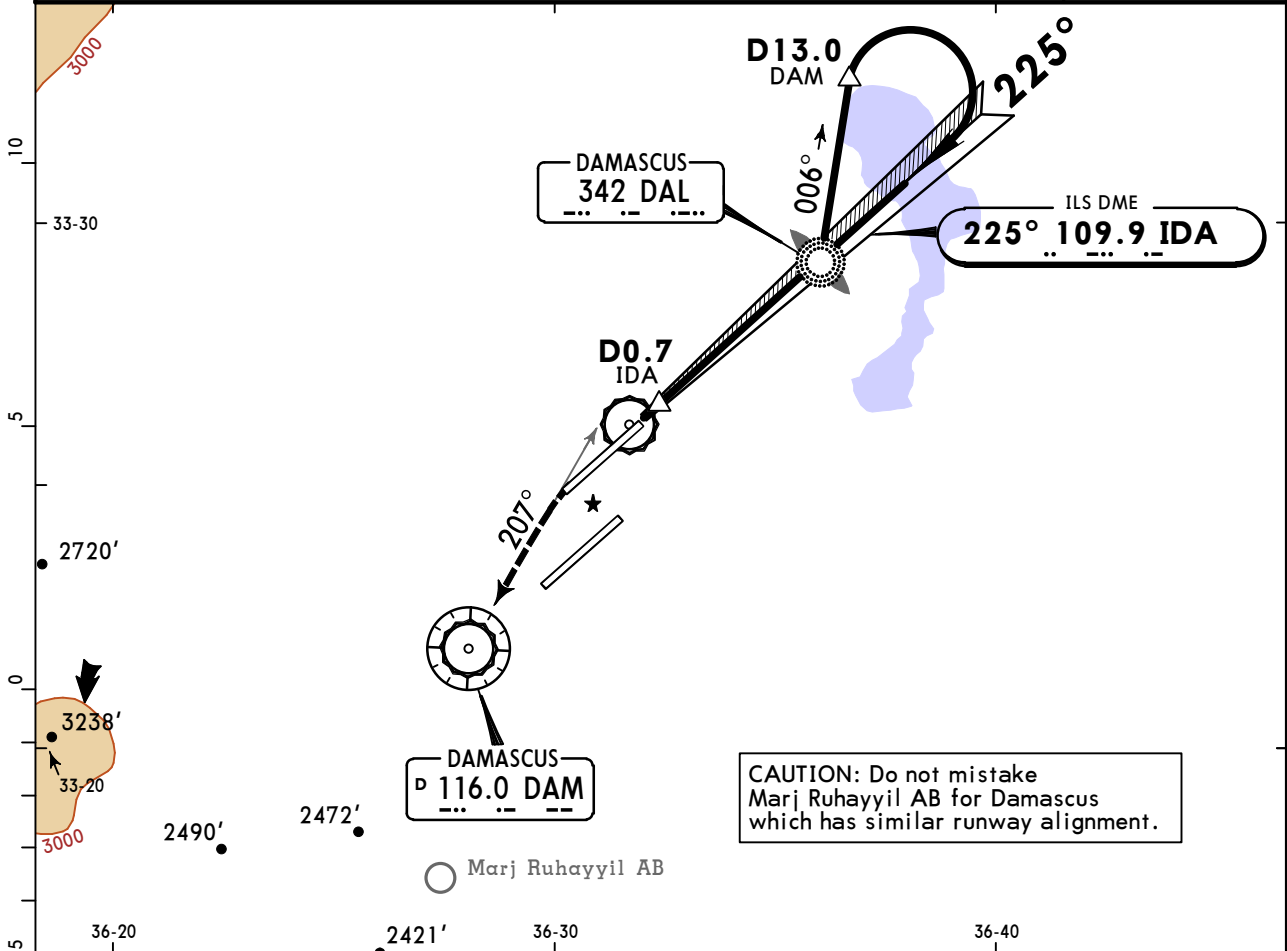 3000
D13.0
DAM
225°
10
DAMASCUS
342 DAL
006°
ILS DME
33-30
225° 109.9 IDA
D0.7
IDA
5
207°
2720'
0
3238'
DAMASCUS
D 116.0 DAM
33-20
CAUTION: Do not mistake
Marj Ruhayyil AB for Damascus
which has similar runway alignment.
2472'
2490'
3000
Marj Ruhayyil AB
5
36-20
36-30
2421'
36-40